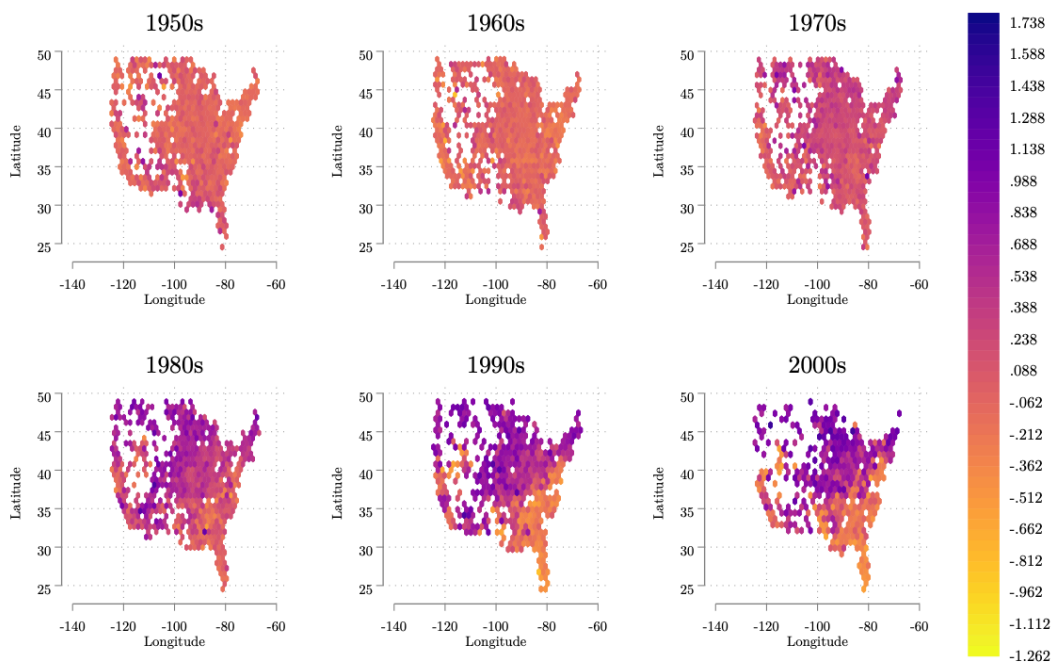 1950s
50
45
40
35
30
25
Latitude
-140 -120 -100 -80 -60
Longitude
1960s
50
45
40
35
30
25
Latitude
-140 -120 -100 -80 -60
Longitude
1970s
50
45
40
35
30
25
Latitude
-140 -120 -100 -80 -60
Longitude
1980s
50
45
40
35
30
25
Latitude
-140 -120 -100 -80 -60
Longitude
1990s
50
45
40
35
30
25
Latitude
-140 -120 -100 -80 -60
Longitude
2000s
50
45
40
35
30
25
Latitude
-140 -120 -100 -80 -60
Longitude
1.738
1.588
1.438
1.288
1.138
.988
.838
.688
.538
.388
.238
.088
-.062
-.212
-.362
-.512
-.662
-.812
-.962
-1.112
-1.262